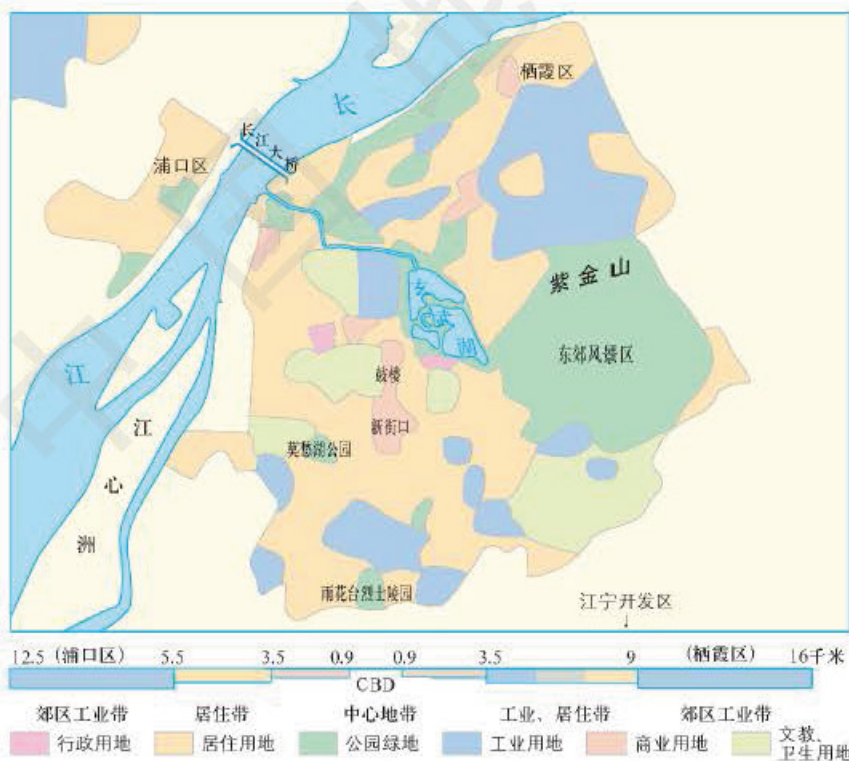 栖霞区
长
长江大桥
浦口区
紫金山
玄
武
湖
东郊风景区
江
鼓楼
新街口
江
心
洲
莫愁湖公园
雨花台烈士陵园
江宁开发区
12.5 (浦口区) 5.5 3.5 0.9 0.9 3.5 9 (栖霞区) 16千米
CBD
郊区工业带 居住带 中心地带 工业、居住带 郊区工业带
行政用地 居住用地 公园绿地 工业用地 商业用地 文教、
卫生用地